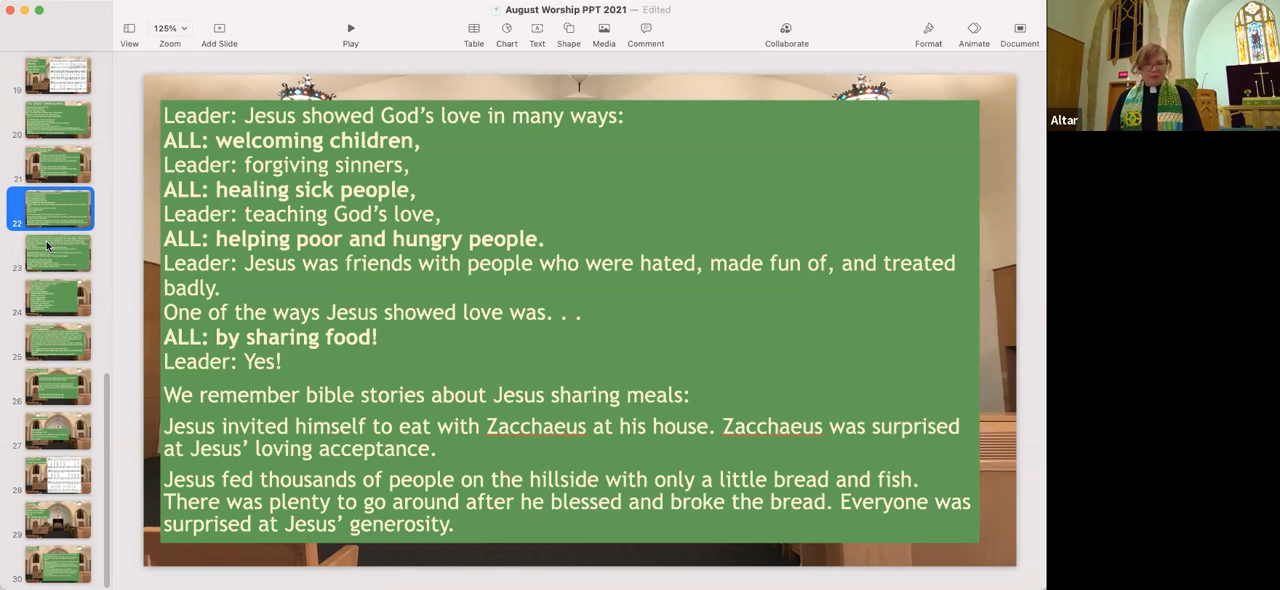 August Worship PPT 2021 — Edited
125%
View
Zoom
Add Slide
Play
Table
Chart
Text
Shape
Media
Comment
Collaborate
Format
Animate
Document
19
20
21
22
23
24
25
26
27
28
29
30
Leader: Jesus showed God’s love in many ways:
ALL: welcoming children,
Leader: forgiving sinners,
ALL: healing sick people,
Leader: teaching God’s love,
ALL: helping poor and hungry people.
Leader: Jesus was friends with people who were hated, made fun of, and treated
badly.
One of the ways Jesus showed love was. . .
ALL: by sharing food!
Leader: Yes!
We remember bible stories about Jesus sharing meals:
Jesus invited himself to eat with Zacchaeus at his house. Zacchaeus was surprised
at Jesus’ loving acceptance.
Jesus fed thousands of people on the hillside with only a little bread and fish.
There was plenty to go around after he blessed and broke the bread. Everyone was
surprised at Jesus’ generosity.
Altar